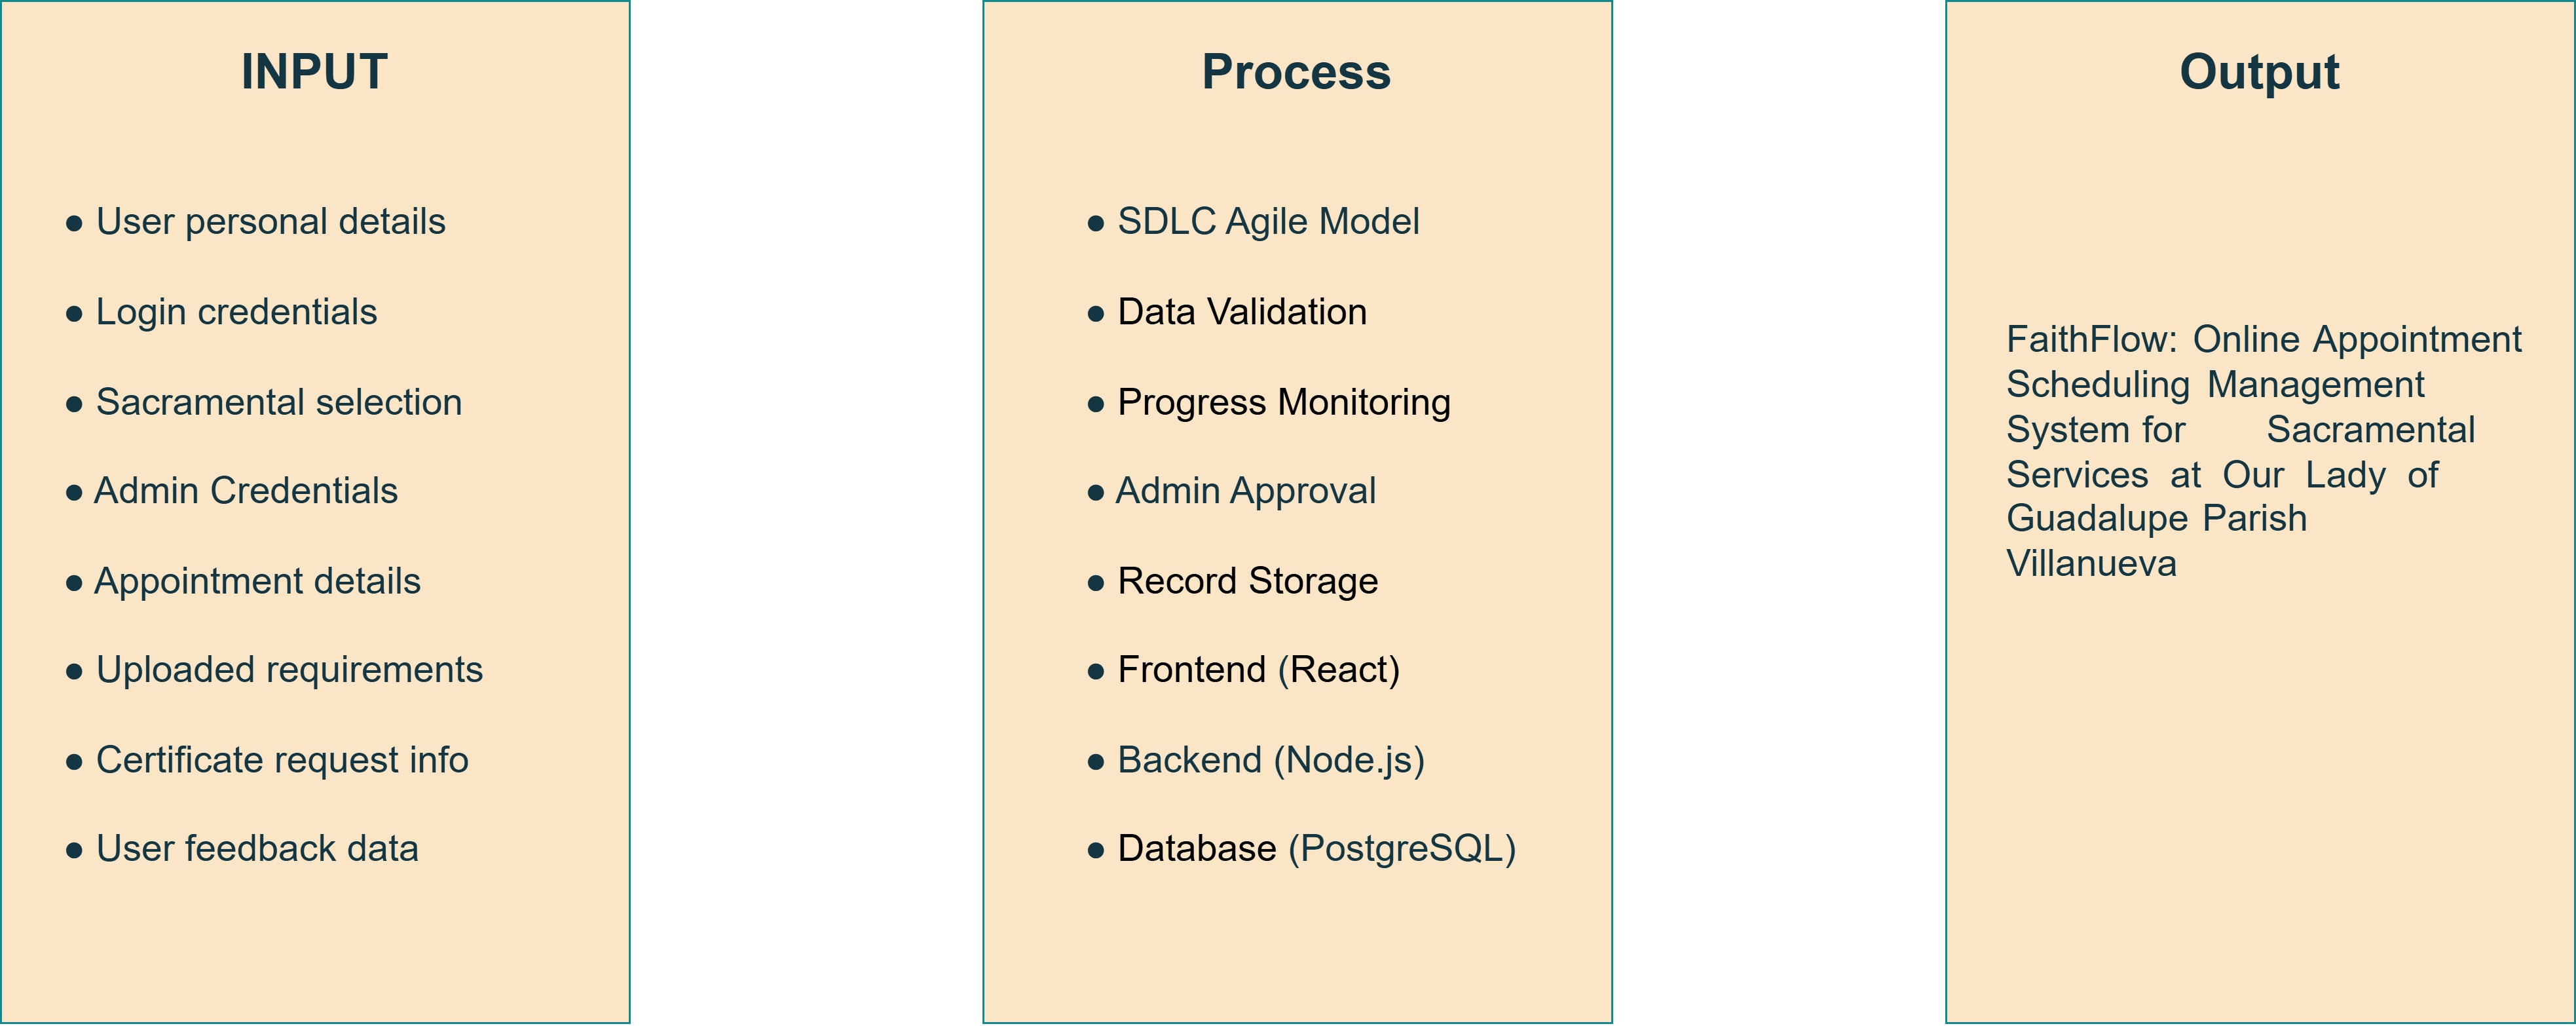 INPUT
● User personal details
● Login credentials
● Sacramental selection
● Admin Credentials
● Appointment details
● Uploaded requirements
● Certificate request info
● User feedback data
Process
● SDLC Agile Model
● Data Validation
● Progress Monitoring
● Admin Approval
● Record Storage
● Frontend (React)
● Backend (Node.js)
● Database (PostgreSQL)
Output
FaithFlow: Online Appointment
Scheduling Management
System for Sacramental
Services at Our Lady of
Guadalupe Parish
Villanueva